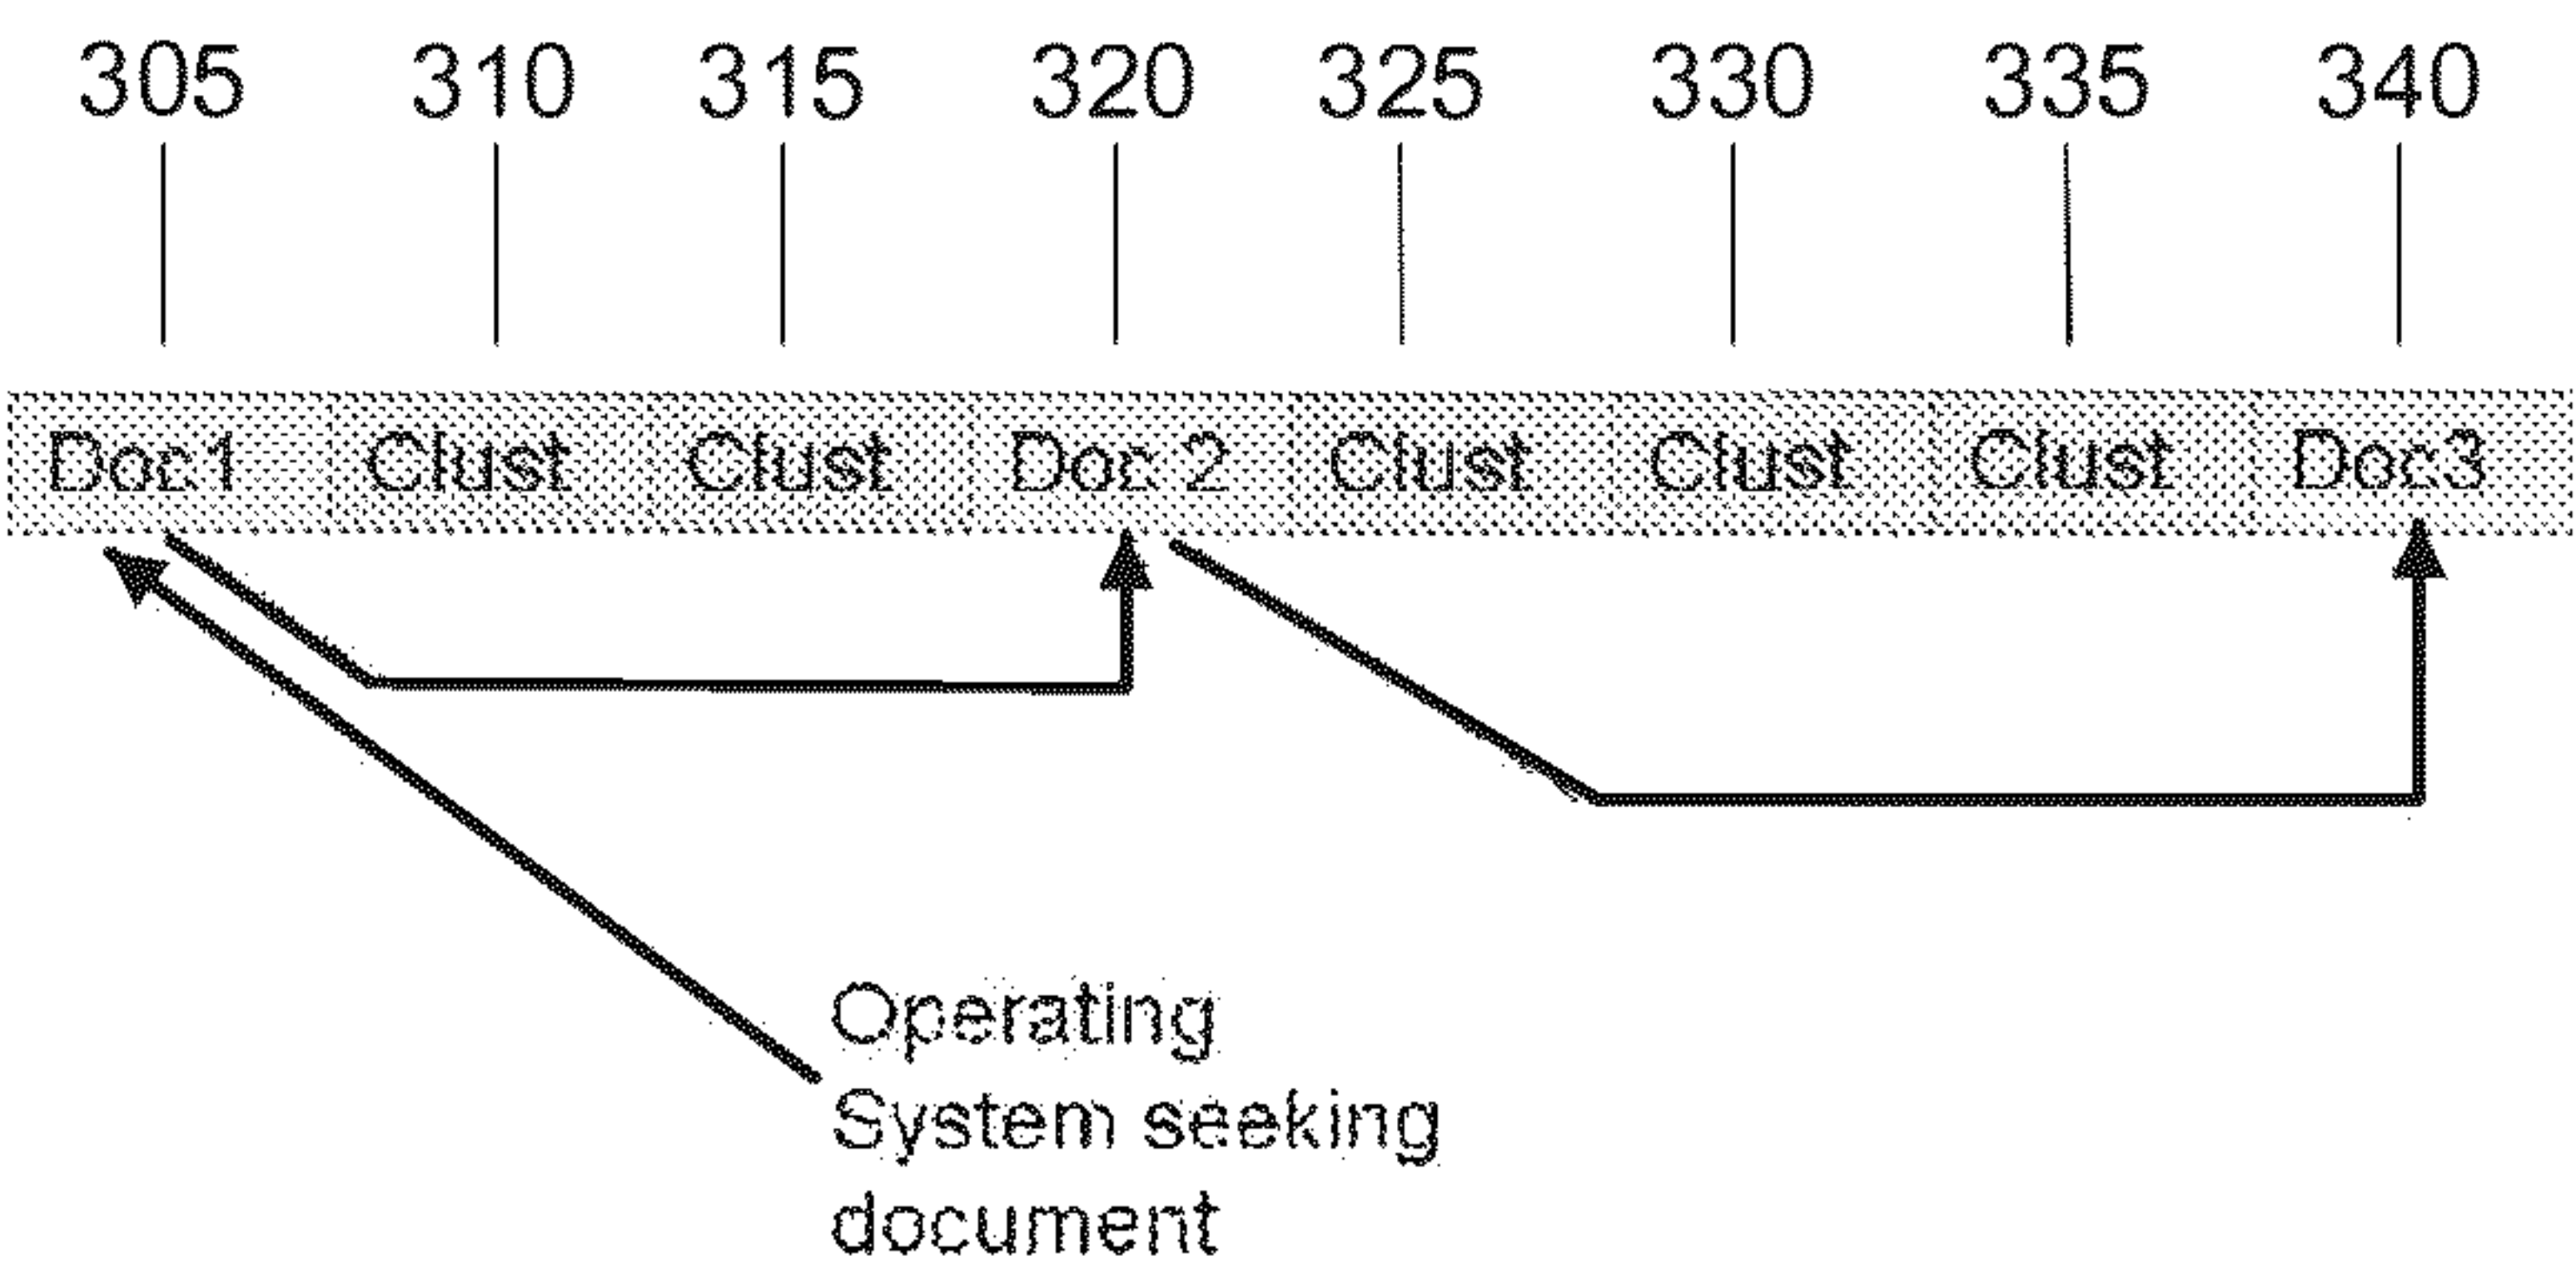 305 310 315 320 325 330 335 340
Doc1 Clust Clust Doc 2 Clust Clust Clust Doc3
Operating
System seeking
document